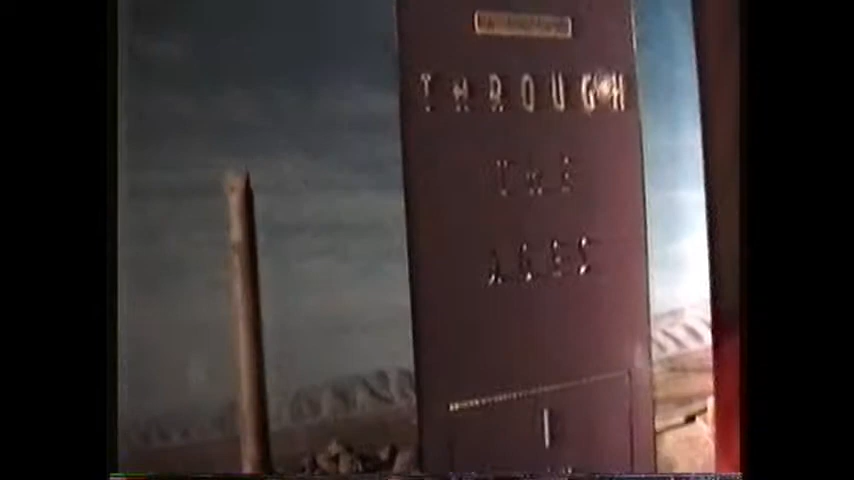 THROUGH
THE
AGES
I